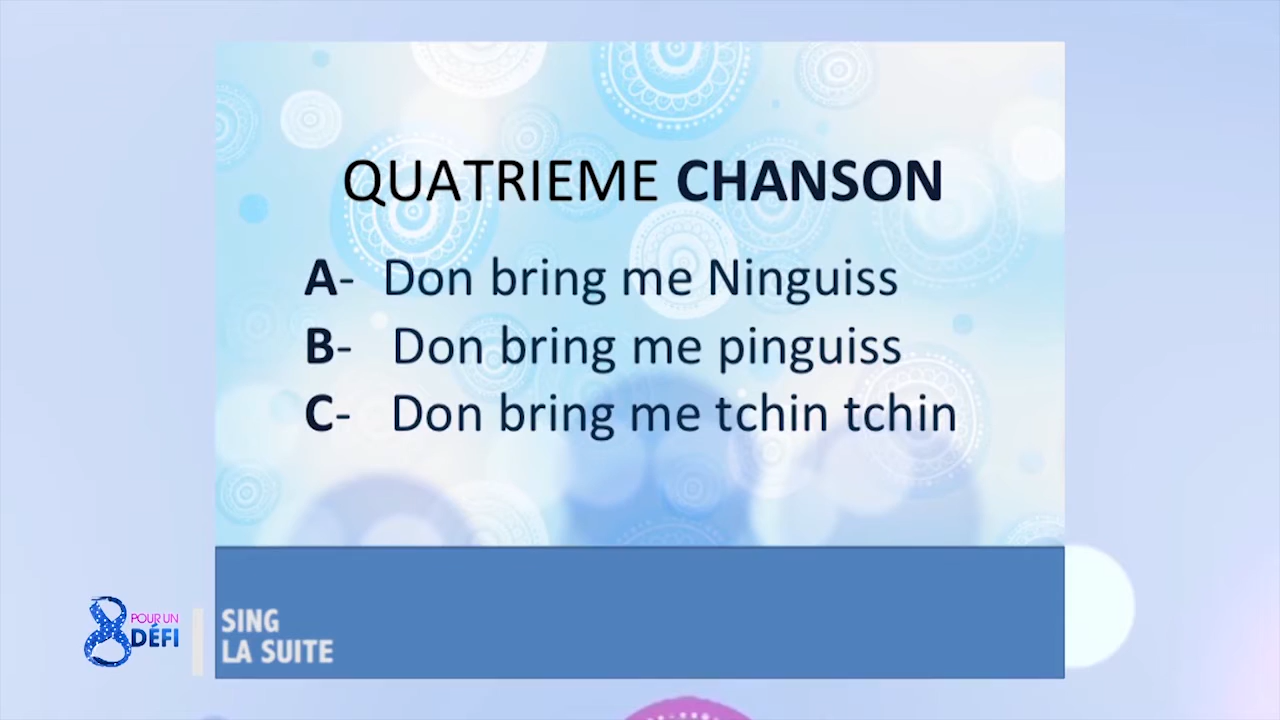 QUATRIEME CHANSON
A- Don bring me Ninguiss
B- Don bring me pinguiss
C- Don bring me tchin tchin
8 POUR UN DÉFI
SING
LA SUITE